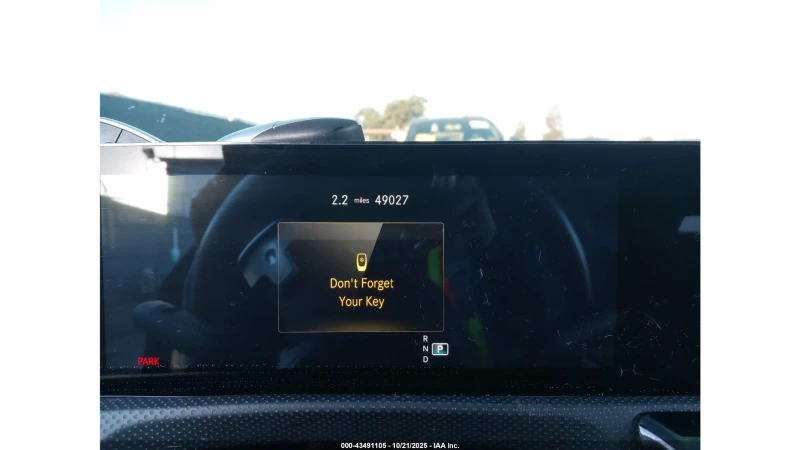 2.2 miles 49027
Don't Forget
Your Key
R
N P
D
PARK
000-43491105 - 10/21/2025 - IAA Inc.